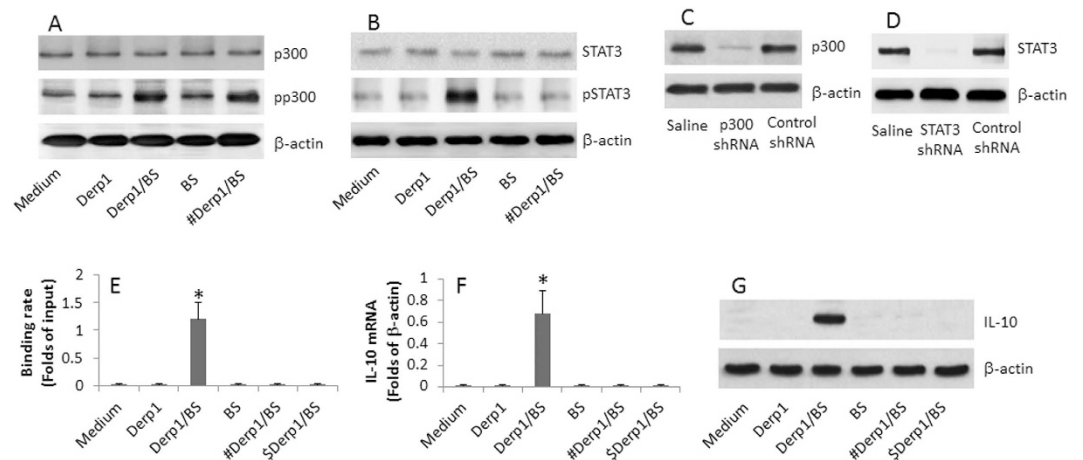 A
p300
pp300
β-actin
Medium
Derp1
Derp1/BS
BS
#Derp1/BS
B
STAT3
pSTAT3
β-actin
Medium
Derp1
Derp1/BS
BS
#Derp1/BS
C
p300
β-actin
Saline
p300
shRNA
Control
shRNA
D
STAT3
β-actin
Saline
STAT3
shRNA
Control
shRNA
E
Binding rate
(Folds of input)
2
1.5
1
0.5
0
*
Medium
Derp1
Derp1/BS
BS
#Derp1/BS
$Derp1/BS
F
IL-10 mRNA
(Folds of β-actin)
1
0.8
0.6
0.4
0.2
0
*
Medium
Derp1
Derp1/BS
BS
#Derp1/BS
$Derp1/BS
G
IL-10
β-actin
Medium
Derp1
Derp1/BS
BS
#Derp1/BS
$Derp1/BS